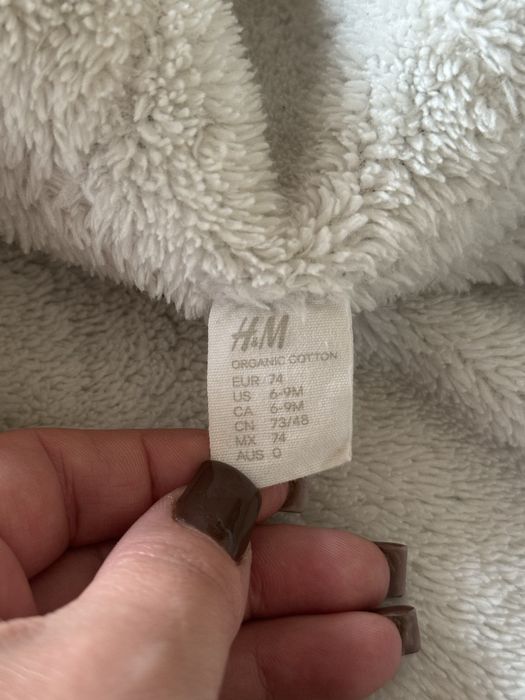 H&M
ORGANIC COTTON
EUR 74
US 6-9M
CA 6-9M
CN 73/48
MX 74
AUS 0